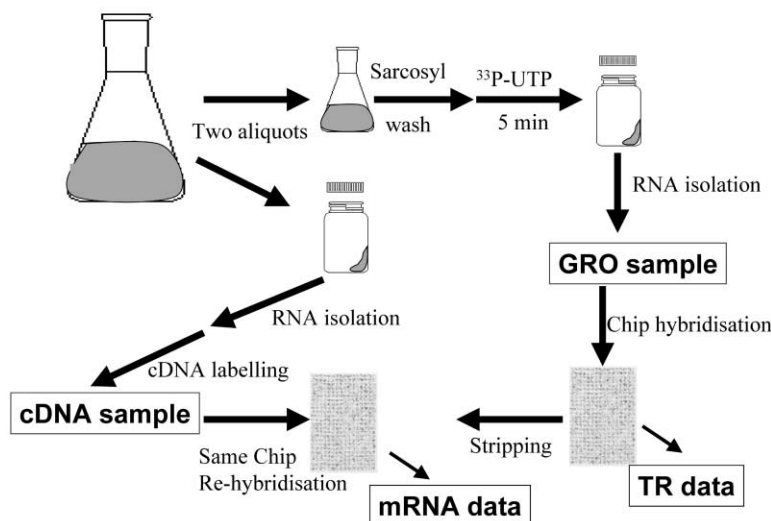 Two aliquots
Sarcosyl
wash
³³P-UTP
5 min
RNA isolation
GRO sample
Chip hybridisation
RNA isolation
cDNA labelling
cDNA sample
Same Chip
Re-hybridisation
Stripping
mRNA data
TR data